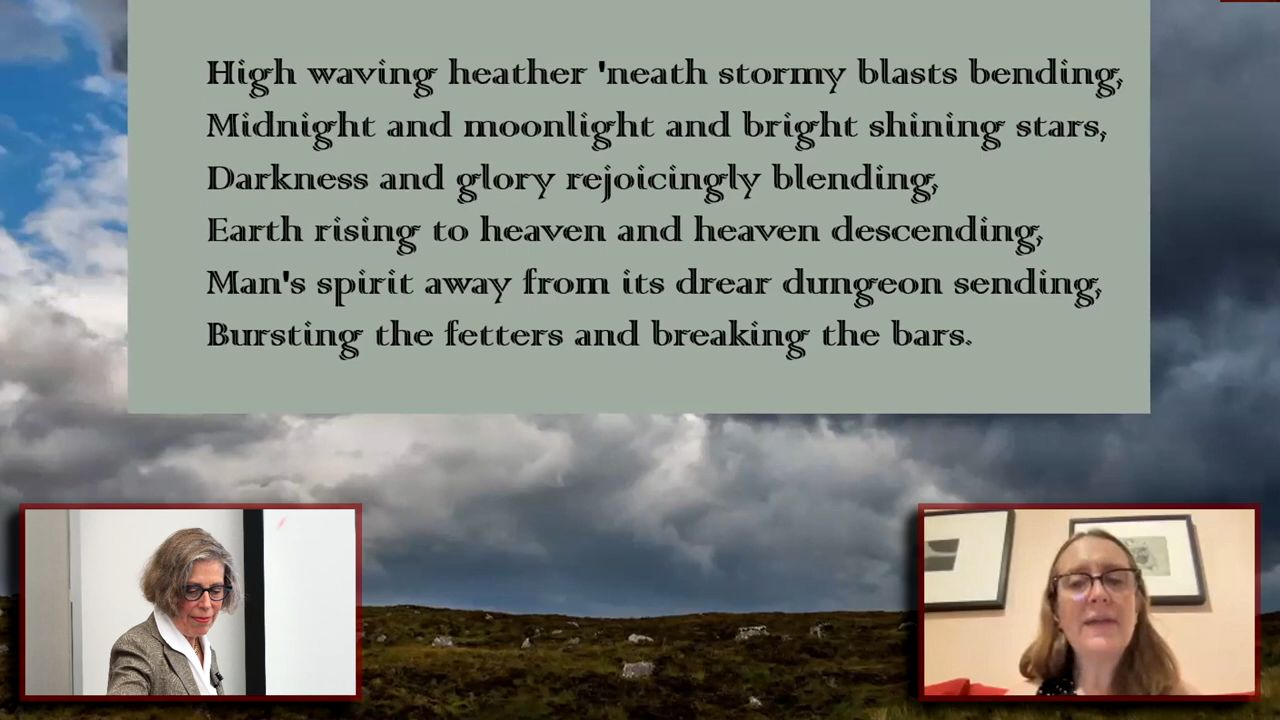 High waving heather 'neath stormy blasts bending,
Midnight and moonlight and bright shining stars,
Darkness and glory rejoicingly blending,
Earth rising to heaven and heaven descending,
Man's spirit away from its drear dungeon sending,
Bursting the fetters and breaking the bars.